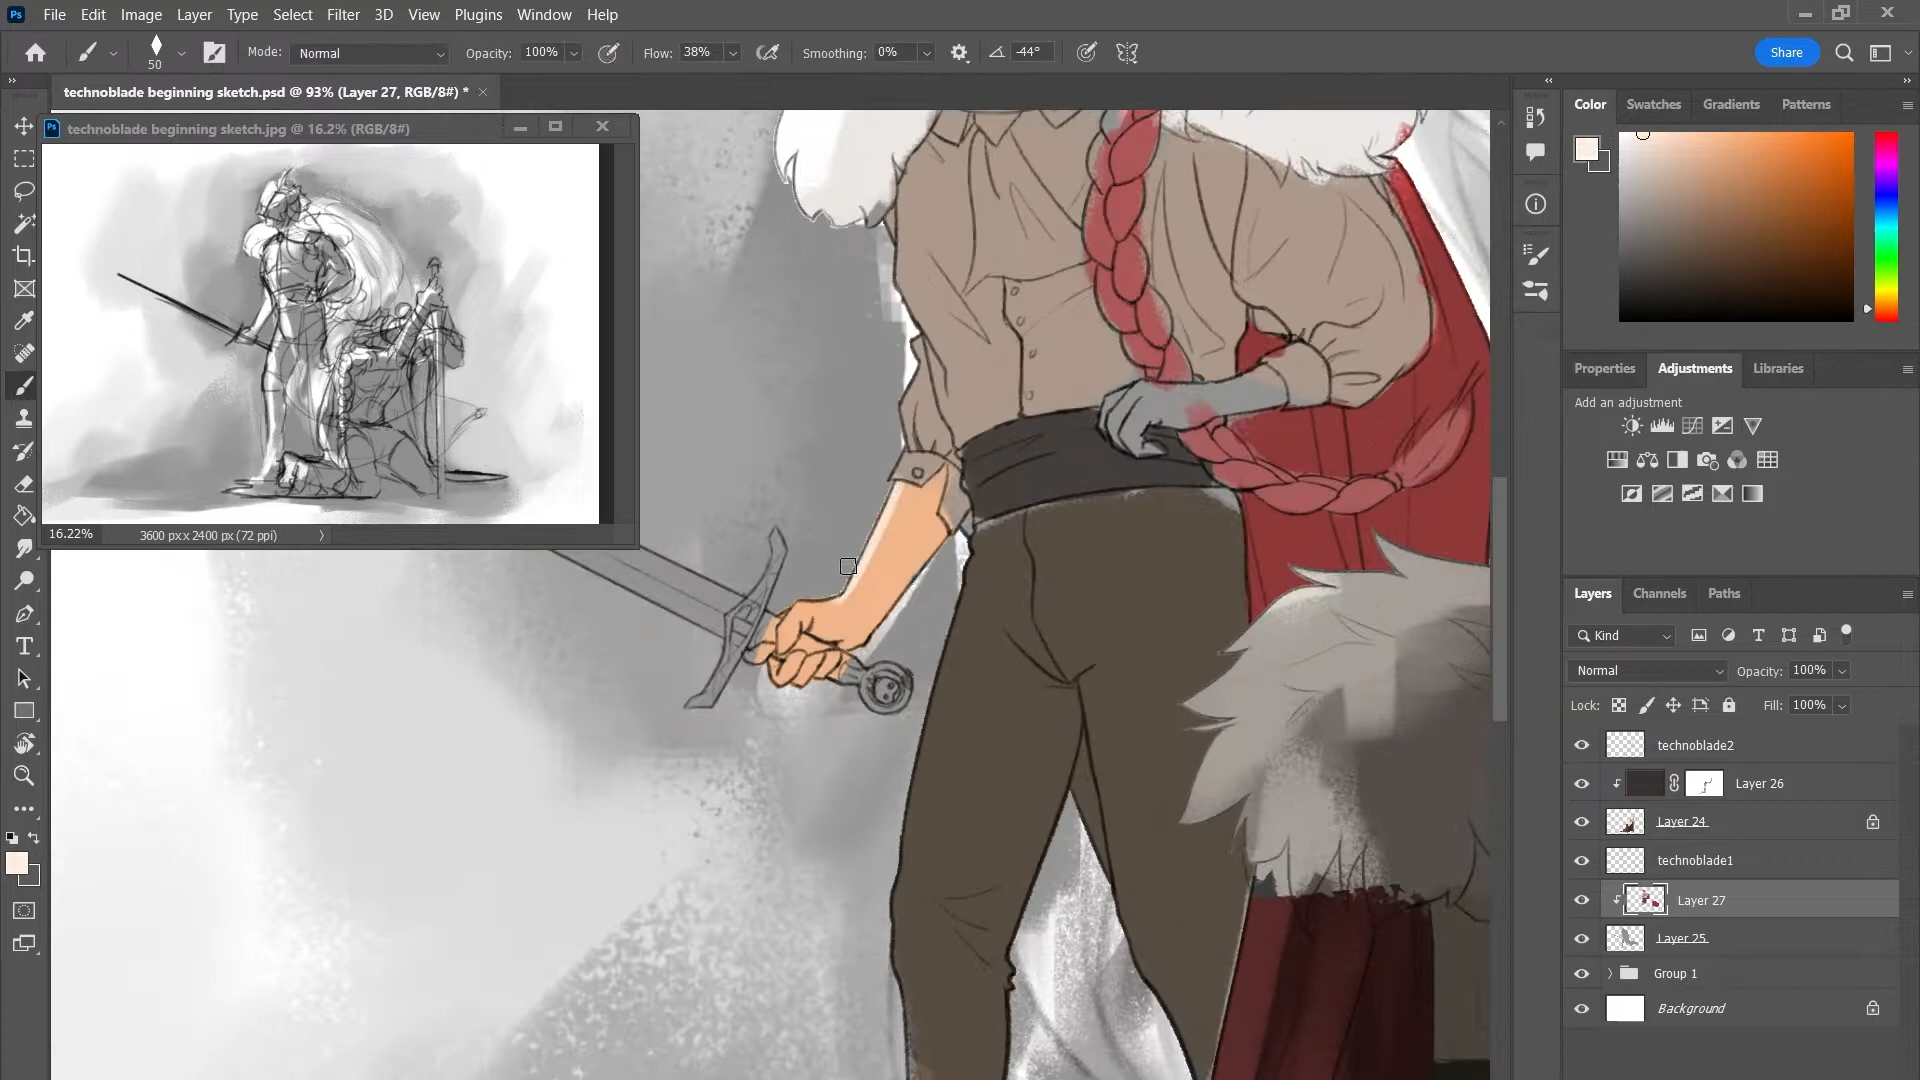 Ps File Edit Image Layer Type Select Filter 3D View Plugins Window Help
50 Mode: Normal Opacity: 100% Flow: 38% Smoothing: 0% -44° Share
technoblade beginning sketch.psd @ 93% (Layer 27, RGB/8#) *
technoblade beginning sketch.jpg @ 16.2% (RGB/8#)
16.22% 3600 px x 2400 px (72 ppi)
Color Swatches Gradients Patterns
Properties Adjustments Libraries
Add an adjustment
Layers Channels Paths
Kind
Normal Opacity: 100%
Lock: Fill: 100%
technoblade2
Layer 26
Layer 24
technoblade1
Layer 27
Layer 25
Group 1
Background